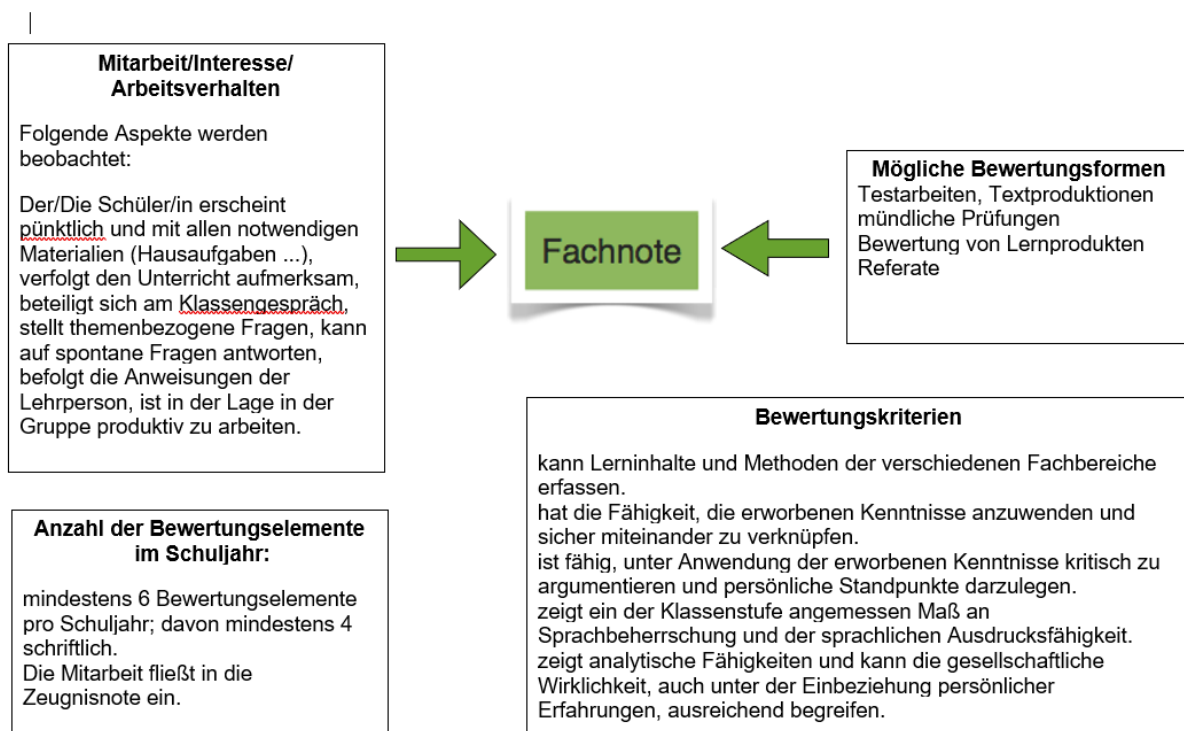 Mitarbeit/Interesse/
Arbeitsverhalten
Folgende Aspekte werden
beobachtet:
Der/Die Schüler/in erscheint
pünktlich und mit allen notwendigen
Materialien (Hausaufgaben ...),
verfolgt den Unterricht aufmerksam,
beteiligt sich am Klassengespräch,
stellt themenbezogene Fragen, kann
auf spontane Fragen antworten,
befolgt die Anweisungen der
Lehrperson, ist in der Lage in der
Gruppe produktiv zu arbeiten.
Fachnote
Mögliche Bewertungsformen
Testarbeiten, Textproduktionen
mündliche Prüfungen
Bewertung von Lernprodukten
Referate
Anzahl der Bewertungselemente
im Schuljahr:
mindestens 6 Bewertungselemente
pro Schuljahr; davon mindestens 4
schriftlich.
Die Mitarbeit fließt in die
Zeugnisnote ein.
Bewertungskriterien
kann Lerninhalte und Methoden der verschiedenen Fachbereiche
erfassen.
hat die Fähigkeit, die erworbenen Kenntnisse anzuwenden und
sicher miteinander zu verknüpfen.
ist fähig, unter Anwendung der erworbenen Kenntnisse kritisch zu
argumentieren und persönliche Standpunkte darzulegen.
zeigt ein der Klassenstufe angemessen Maß an
Sprachbeherrschung und der sprachlichen Ausdrucksfähigkeit.
zeigt analytische Fähigkeiten und kann die gesellschaftliche
Wirklichkeit, auch unter der Einbeziehung persönlicher
Erfahrungen, ausreichend begreifen.